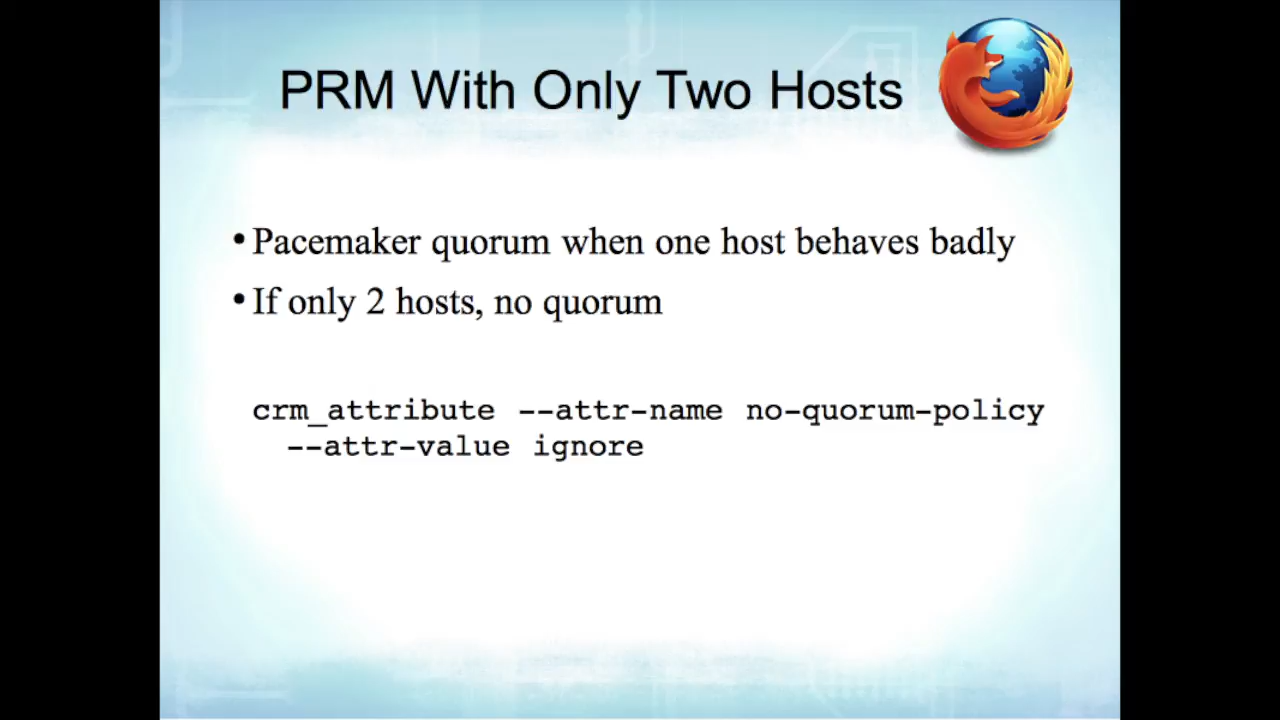 PRM With Only Two Hosts
• Pacemaker quorum when one host behaves badly
• If only 2 hosts, no quorum
crm_attribute --attr-name no-quorum-policy
--attr-value ignore